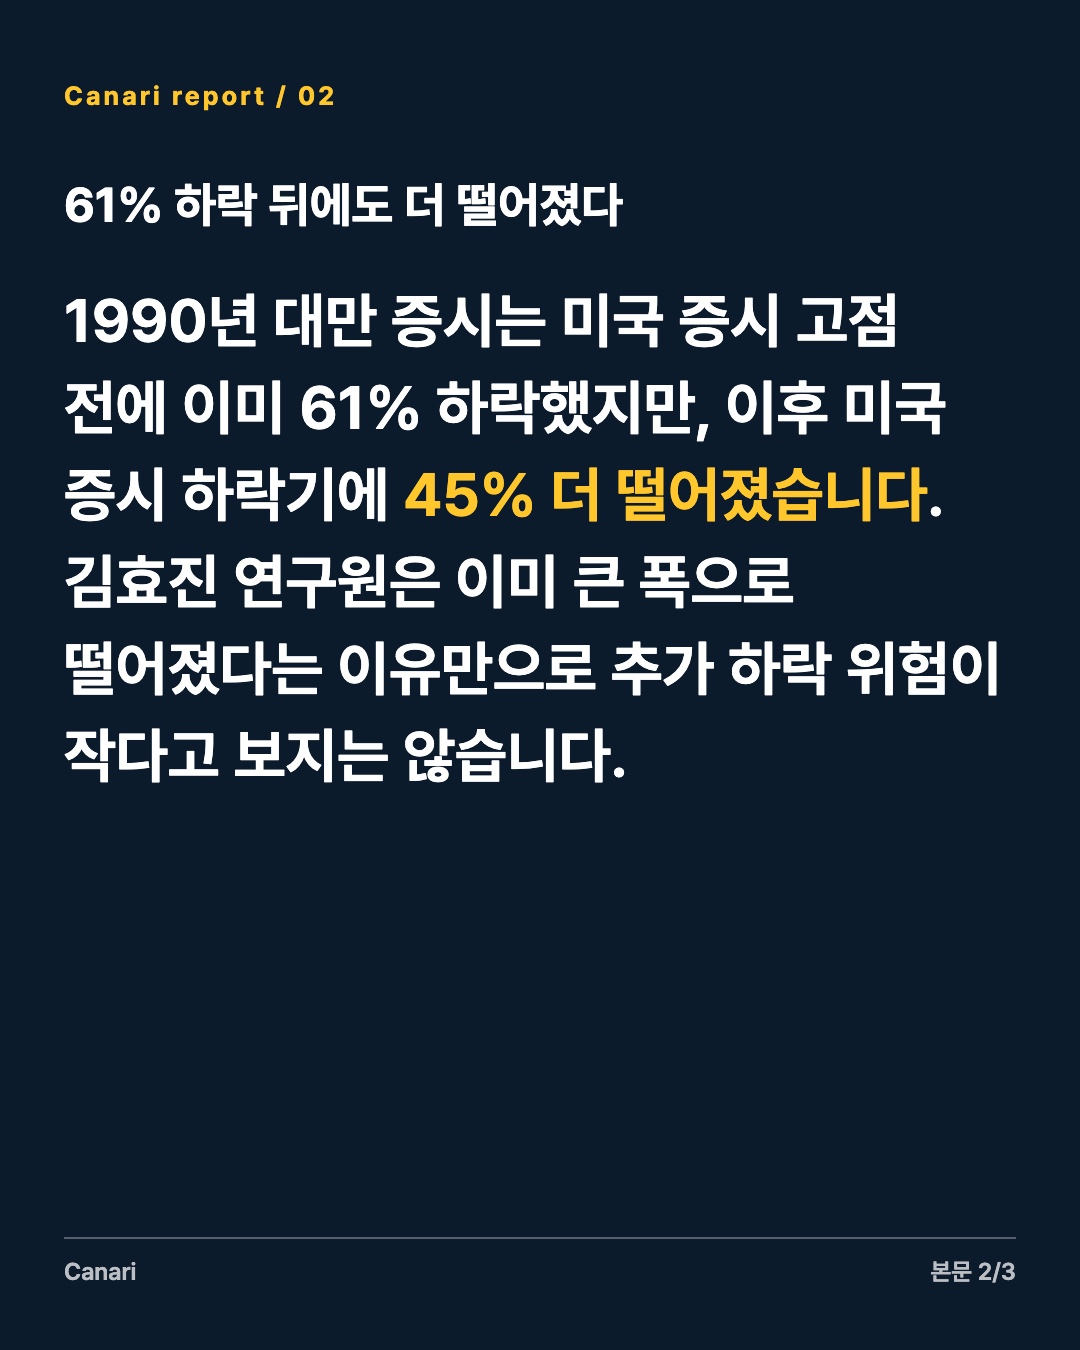 Canari report / 02
61% 하락 뒤에도 더 떨어졌다
1990년 대만 증시는 미국 증시 고점
전에 이미 61% 하락했지만, 이후 미국
증시 하락기에 45% 더 떨어졌습니다.
김효진 연구원은 이미 큰 폭으로
떨어졌다는 이유만으로 추가 하락 위험이
작다고 보지는 않습니다.
Canari
본문 2/3